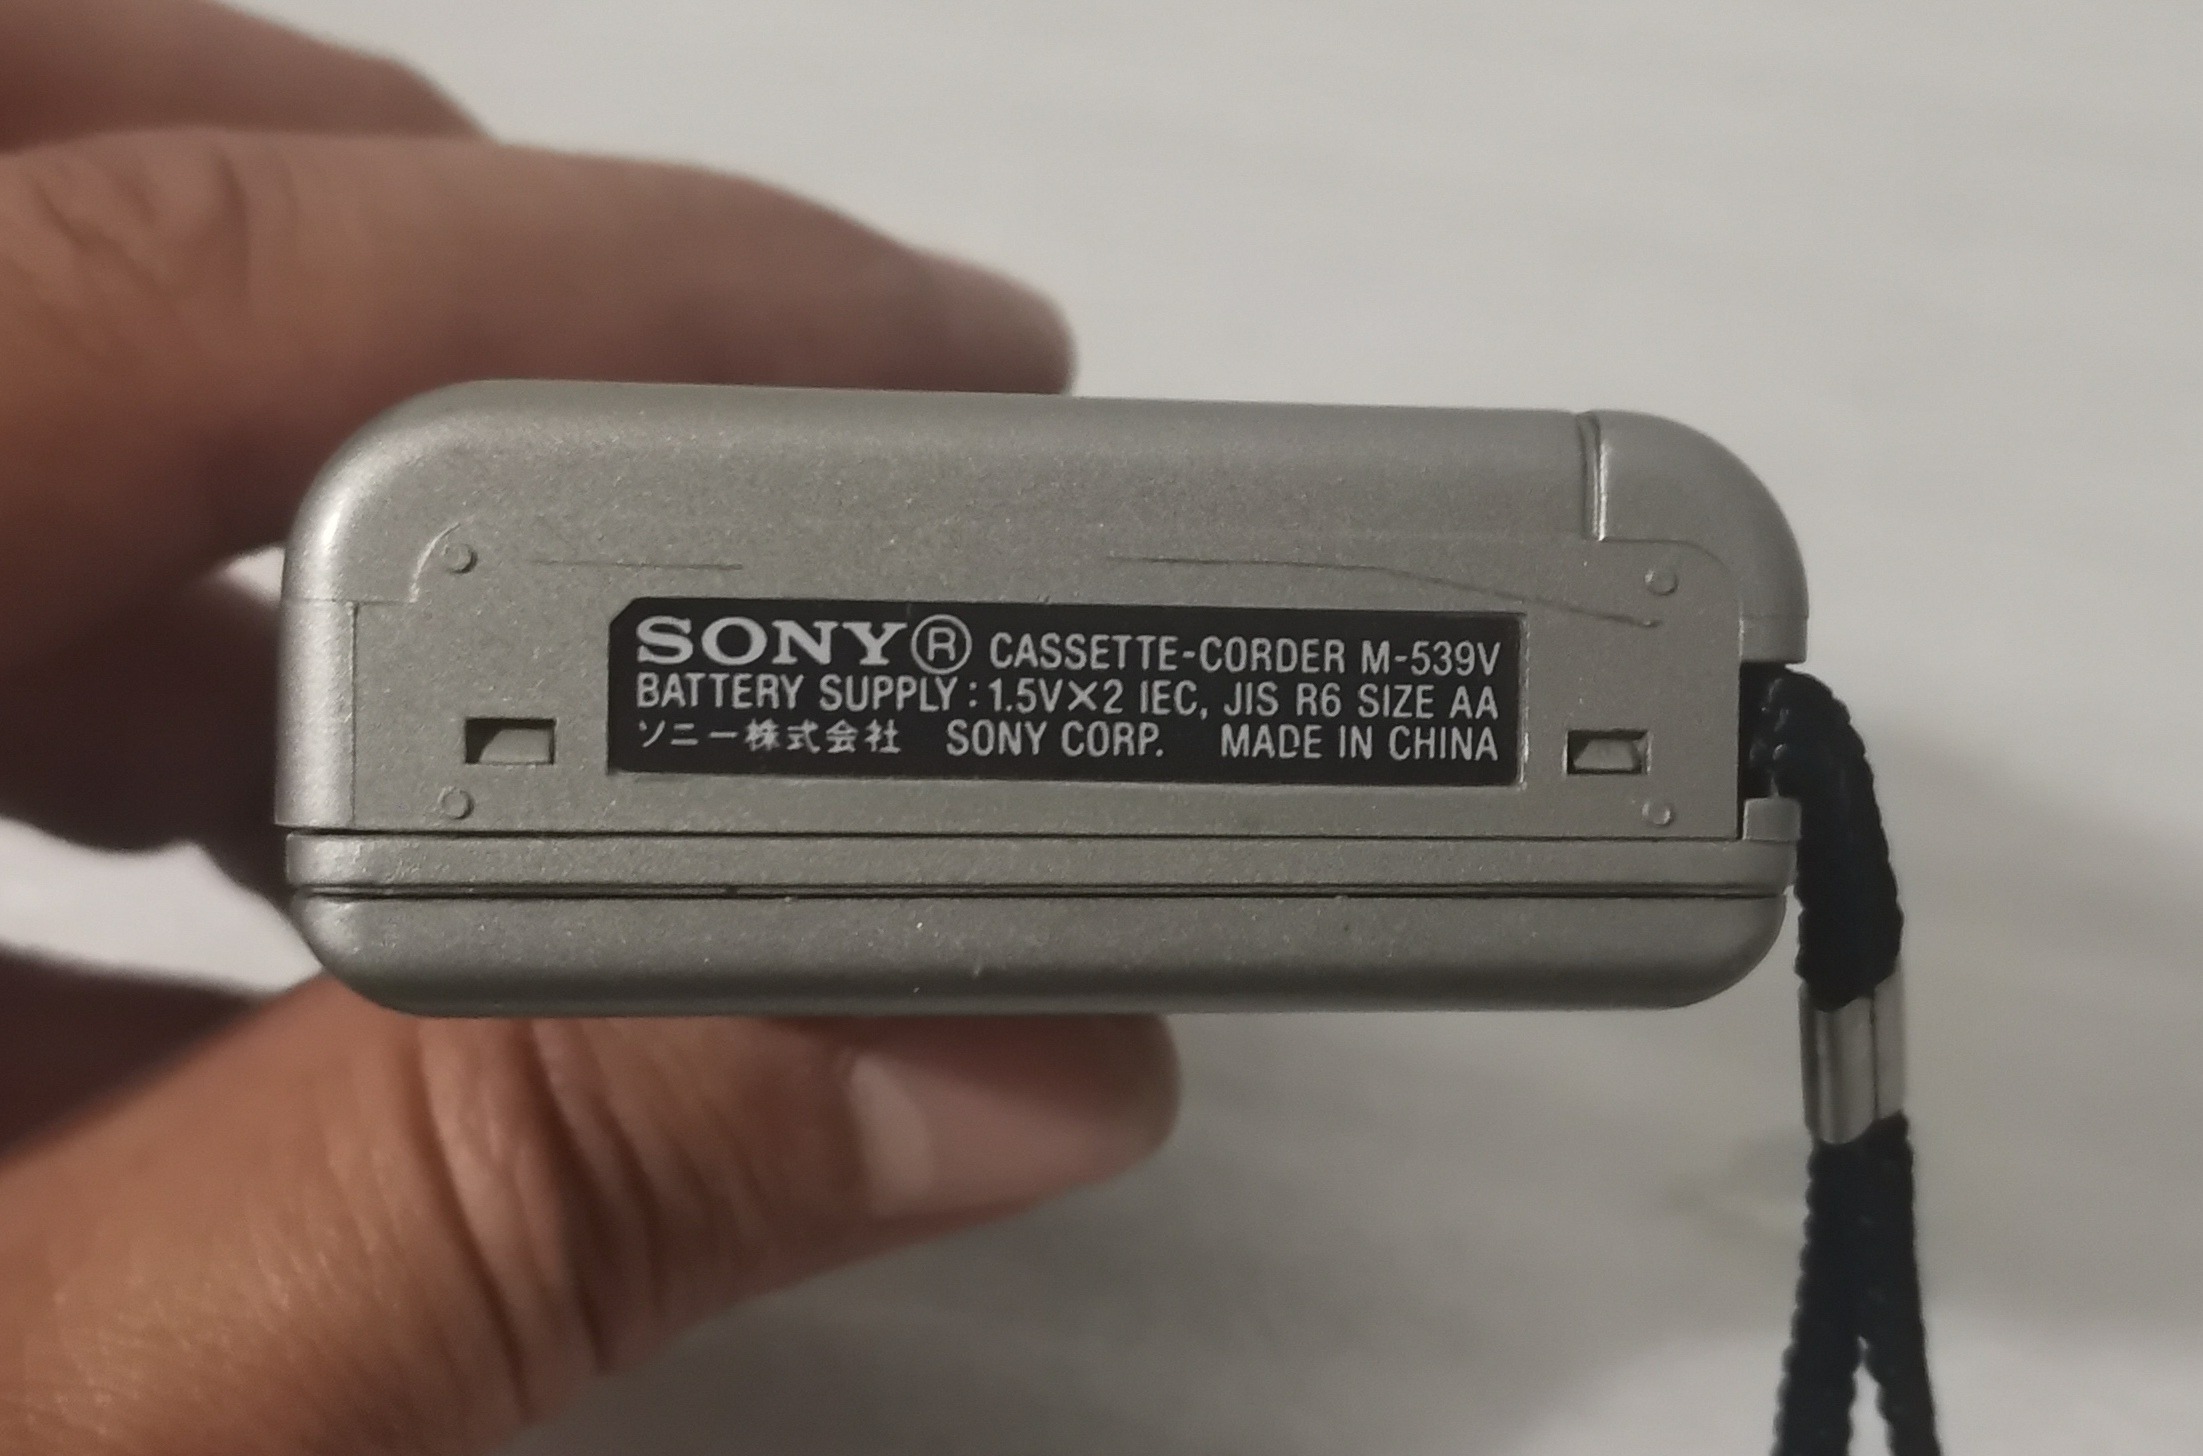 SONY® CASSETTE-CORDER M-539V
BATTERY SUPPLY : 1.5V×2 IEC, JIS R6 SIZE AA
ソニー株式会社 SONY CORP. MADE IN CHINA